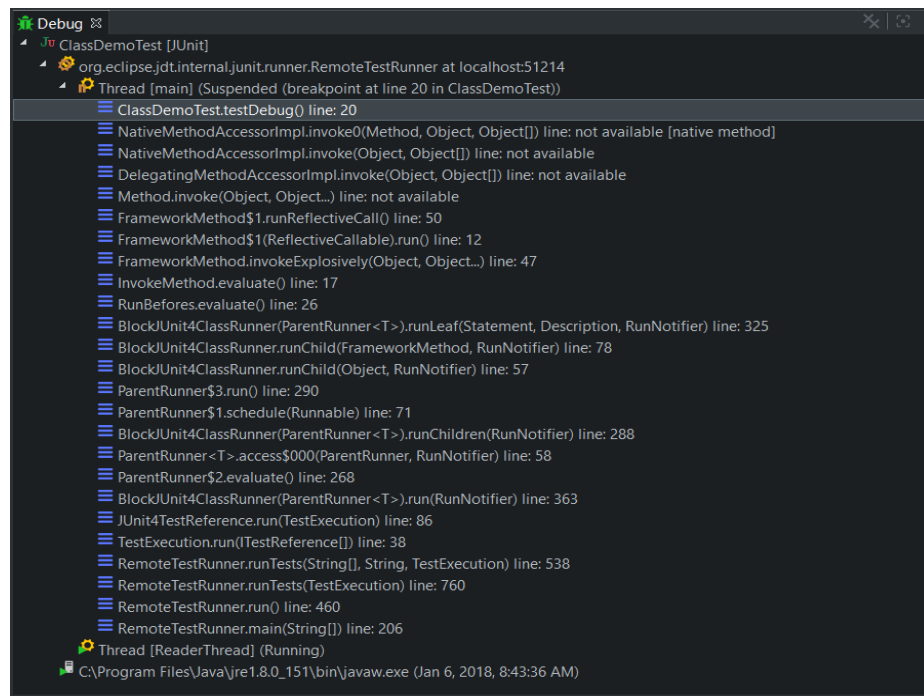 Debug
ClassDemoTest [JUnit]
org.eclipse.jdt.internal.junit.runner.RemoteTestRunner at localhost:51214
Thread [main] (Suspended (breakpoint at line 20 in ClassDemoTest))
ClassDemoTest.testDebug() line: 20
NativeMethodAccessorImpl.invoke0(Method, Object, Object[]) line: not available [native method]
NativeMethodAccessorImpl.invoke(Object, Object[]) line: not available
DelegatingMethodAccessorImpl.invoke(Object, Object[]) line: not available
Method.invoke(Object, Object...) line: not available
FrameworkMethod$1.runReflectiveCall() line: 50
FrameworkMethod$1(ReflectiveCallable).run() line: 12
FrameworkMethod.invokeExplosively(Object, Object...) line: 47
InvokeMethod.evaluate() line: 17
RunBefores.evaluate() line: 26
BlockJUnit4ClassRunner(ParentRunner<T>).runLeaf(Statement, Description, RunNotifier) line: 325
BlockJUnit4ClassRunner.runChild(FrameworkMethod, RunNotifier) line: 78
BlockJUnit4ClassRunner.runChild(Object, RunNotifier) line: 57
ParentRunner$3.run() line: 290
ParentRunner$1.schedule(Runnable) line: 71
BlockJUnit4ClassRunner(ParentRunner<T>).runChildren(RunNotifier) line: 288
ParentRunner<T>.access$000(ParentRunner, RunNotifier) line: 58
ParentRunner$2.evaluate() line: 268
BlockJUnit4ClassRunner(ParentRunner<T>).run(RunNotifier) line: 363
JUnit4TestReference.run(TestExecution) line: 86
TestExecution.run(ITestReference[]) line: 38
RemoteTestRunner.runTests(String[], String, TestExecution) line: 538
RemoteTestRunner.runTests(TestExecution) line: 760
RemoteTestRunner.run() line: 460
RemoteTestRunner.main(String[]) line: 206
Thread [ReaderThread] (Running)
C:\Program Files\Java\jre1.8.0_151\bin\javaw.exe (Jan 6, 2018, 8:43:36 AM)